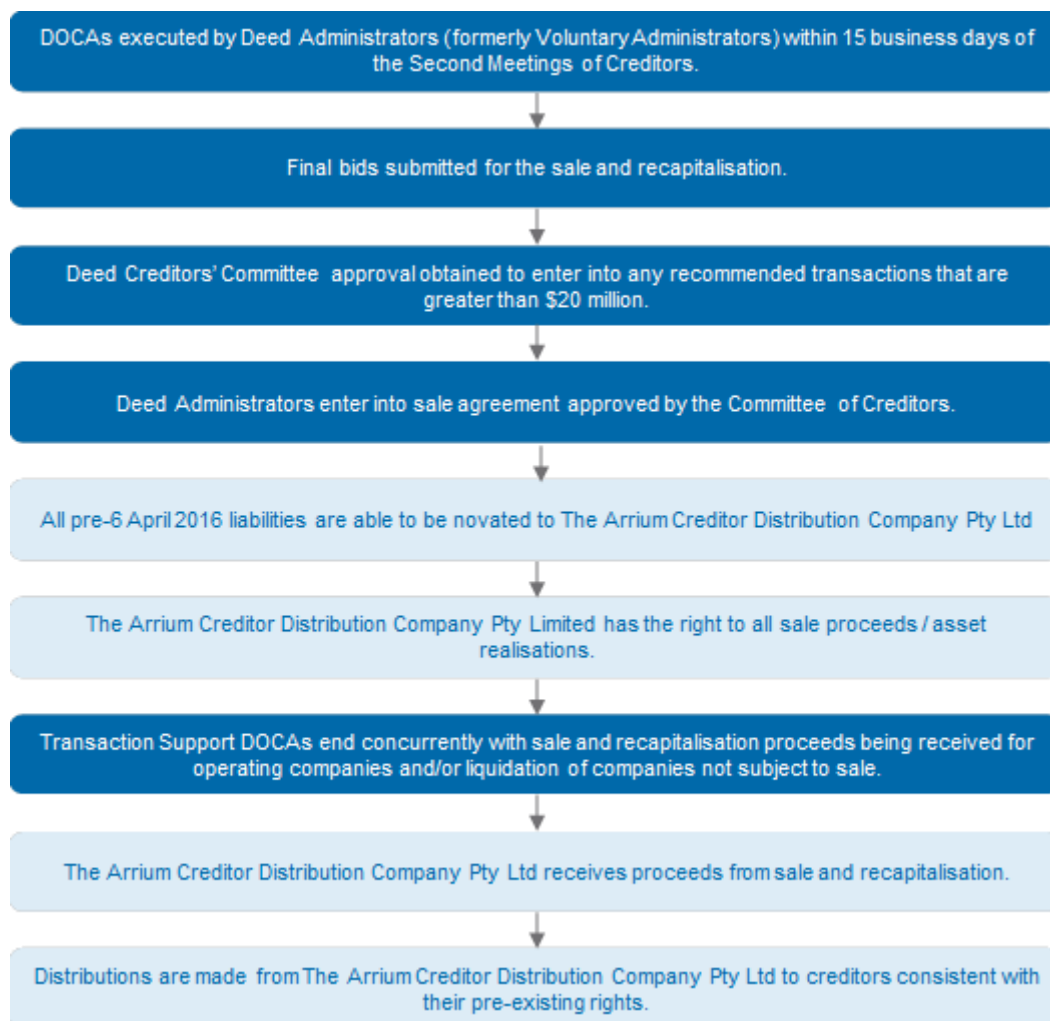 DOCAs executed by Deed Administrators (formerly Voluntary Administrators) within 15 business days of
the Second Meetings of Creditors.
Final bids submitted for the sale and recapitalisation.
Deed Creditors' Committee approval obtained to enter into any recommended transactions that are
greater than $20 million.
Deed Administrators enter into sale agreement approved by the Committee of Creditors.
All pre-6 April 2016 liabilities are able to be novated to The Arrium Creditor Distribution Company Pty Ltd
The Arrium Creditor Distribution Company Pty Limited has the right to all sale proceeds / asset
realisations.
Transaction Support DOCAs end concurrently with sale and recapitalisation proceeds being received for
operating companies and/or liquidation of companies not subject to sale.
The Arrium Creditor Distribution Company Pty Ltd receives proceeds from sale and recapitalisation.
Distributions are made from The Arrium Creditor Distribution Company Pty Ltd to creditors consistent with
their pre-existing rights.